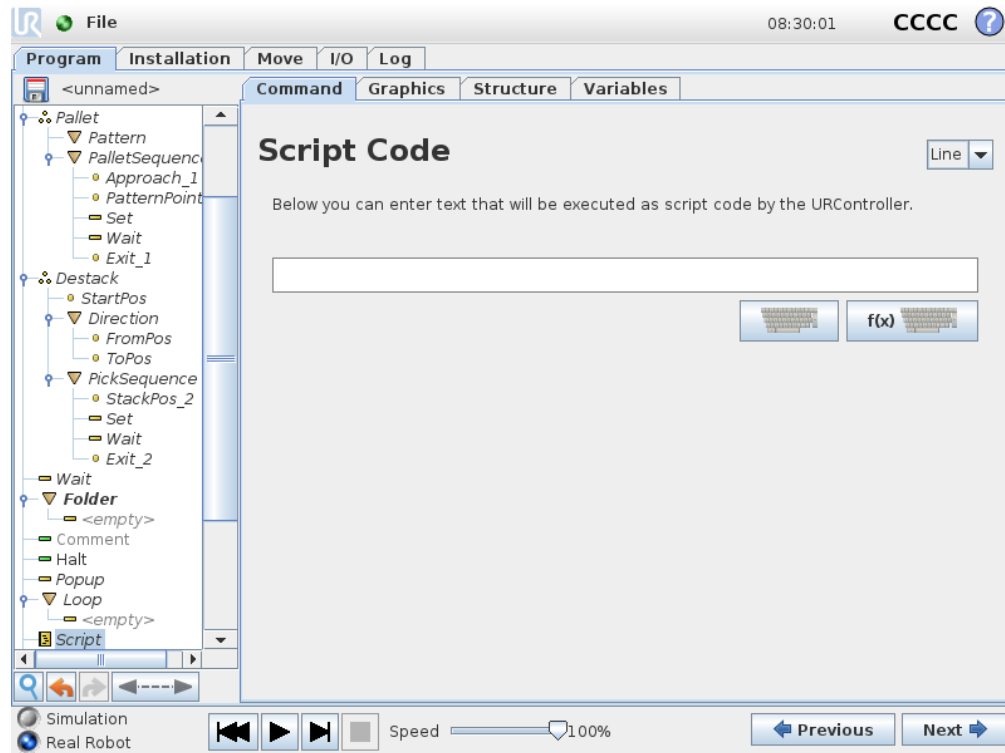 UR File 08:30:01 CCCC ?
Program Installation Move I/O Log
<unnamed>
Command Graphics Structure Variables
Pallet
Pattern
PalletSequenc
Approach_1
PatternPoint
Set
Wait
Exit_1
Destack
StartPos
Direction
FromPos
ToPos
PickSequence
StackPos_2
Set
Wait
Exit_2
Wait
Folder
<empty>
Comment
Halt
Popup
Loop
<empty>
Script
Script Code
Line
Below you can enter text that will be executed as script code by the URController.
f(x)
Simulation
Real Robot
Speed 100%
Previous Next